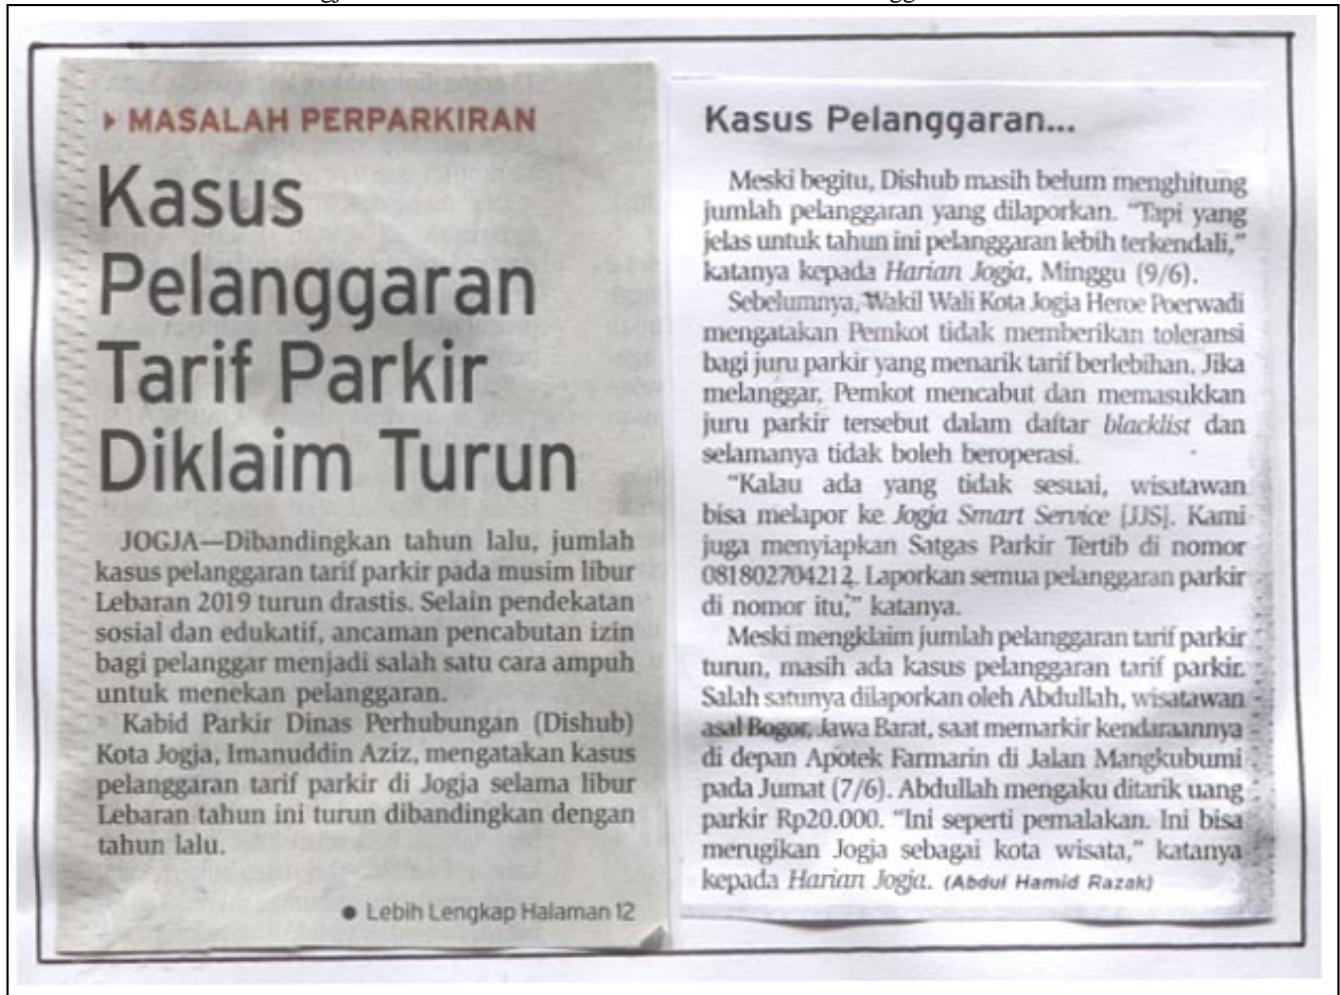 ▸ MASALAH PERPARKIRAN
Kasus
Pelanggaran
Tarif Parkir
Diklaim Turun
JOGJA—Dibandingkan tahun lalu, jumlah
kasus pelanggaran tarif parkir pada musim libur
Lebaran 2019 turun drastis. Selain pendekatan
sosial dan edukatif, ancaman pencabutan izin
bagi pelanggar menjadi salah satu cara ampuh
untuk menekan pelanggaran.
Kabid Parkir Dinas Perhubungan (Dishub)
Kota Jogja, Imanuddin Aziz, mengatakan kasus
pelanggaran tarif parkir di Jogja selama libur
Lebaran tahun ini turun dibandingkan dengan
tahun lalu.
● Lebih Lengkap Halaman 12
Kasus Pelanggaran...
Meski begitu, Dishub masih belum menghitung
jumlah pelanggaran yang dilaporkan. “Tapi yang
jelas untuk tahun ini pelanggaran lebih terkendali,”
katanya kepada Harian Jogja, Minggu (9/6).
Sebelumnya, Wakil Wali Kota Jogja Heroe Poerwadi
mengatakan Pemkot tidak memberikan toleransi
bagi juru parkir yang menarik tarif berlebihan. Jika
melanggar, Pemkot mencabut dan memasukkan
juru parkir tersebut dalam daftar blacklist dan
selamanya tidak boleh beroperasi.
“Kalau ada yang tidak sesuai, wisatawan
bisa melapor ke Jogja Smart Service [JJS]. Kami
juga menyiapkan Satgas Parkir Tertib di nomor
081802704212. Laporkan semua pelanggaran parkir
di nomor itu,” katanya.
Meski mengklaim jumlah pelanggaran tarif parkir
turun, masih ada kasus pelanggaran tarif parkir.
Salah satunya dilaporkan oleh Abdullah, wisatawan
asal Bogor, Jawa Barat, saat memarkir kendaraannya
di depan Apotek Farmarin di Jalan Mangkubumi
pada Jumat (7/6). Abdullah mengaku ditarik uang
parkir Rp20.000. “Ini seperti pemalakan. Ini bisa
merugikan Jogja sebagai kota wisata,” katanya
kepada Harian Jogja. (Abdul Hamid Razak)